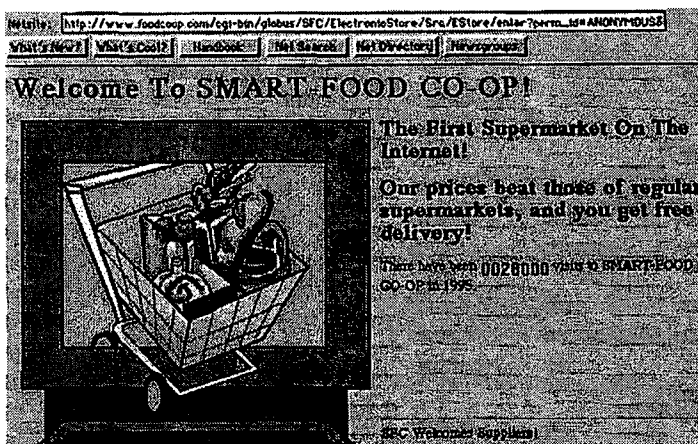 Netsite: http://www.foodcoop.com/cgi-bin/globus/SFC/ElectronicStore/Src/EStore/enter?perm_id=ANONYMOUS&
What's New? What's Cool? Handbook Net Search Net Directory Newsgroups
Welcome To SMART-FOOD CO-OP!
The First Supermarket On The
Internet!
Our prices beat those of regular
supermarkets, and you get free
delivery!
There have been 0028000 visits to SMART-FOOD
CO-OP in 1995.
SFC Welcomes Suppliers!